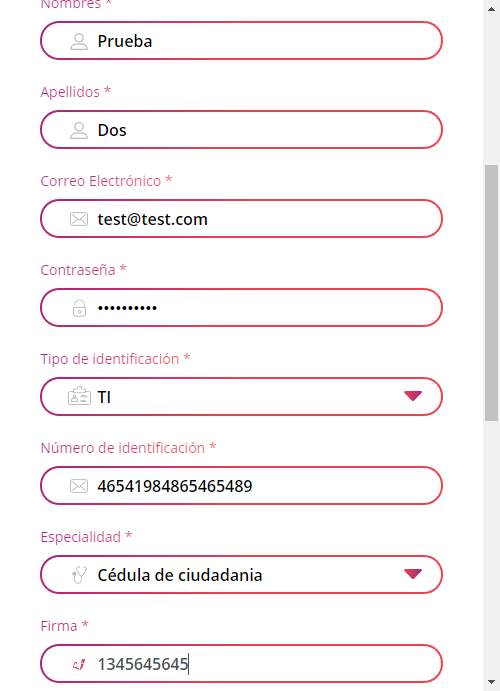 Nombres *
Prueba
Apellidos *
Dos
Correo Electrónico *
test@test.com
Contraseña *
••••••••••
Tipo de identificación *
TI
Número de identificación *
46541984865465489
Especialidad *
Cédula de ciudadania
Firma *
1345645645